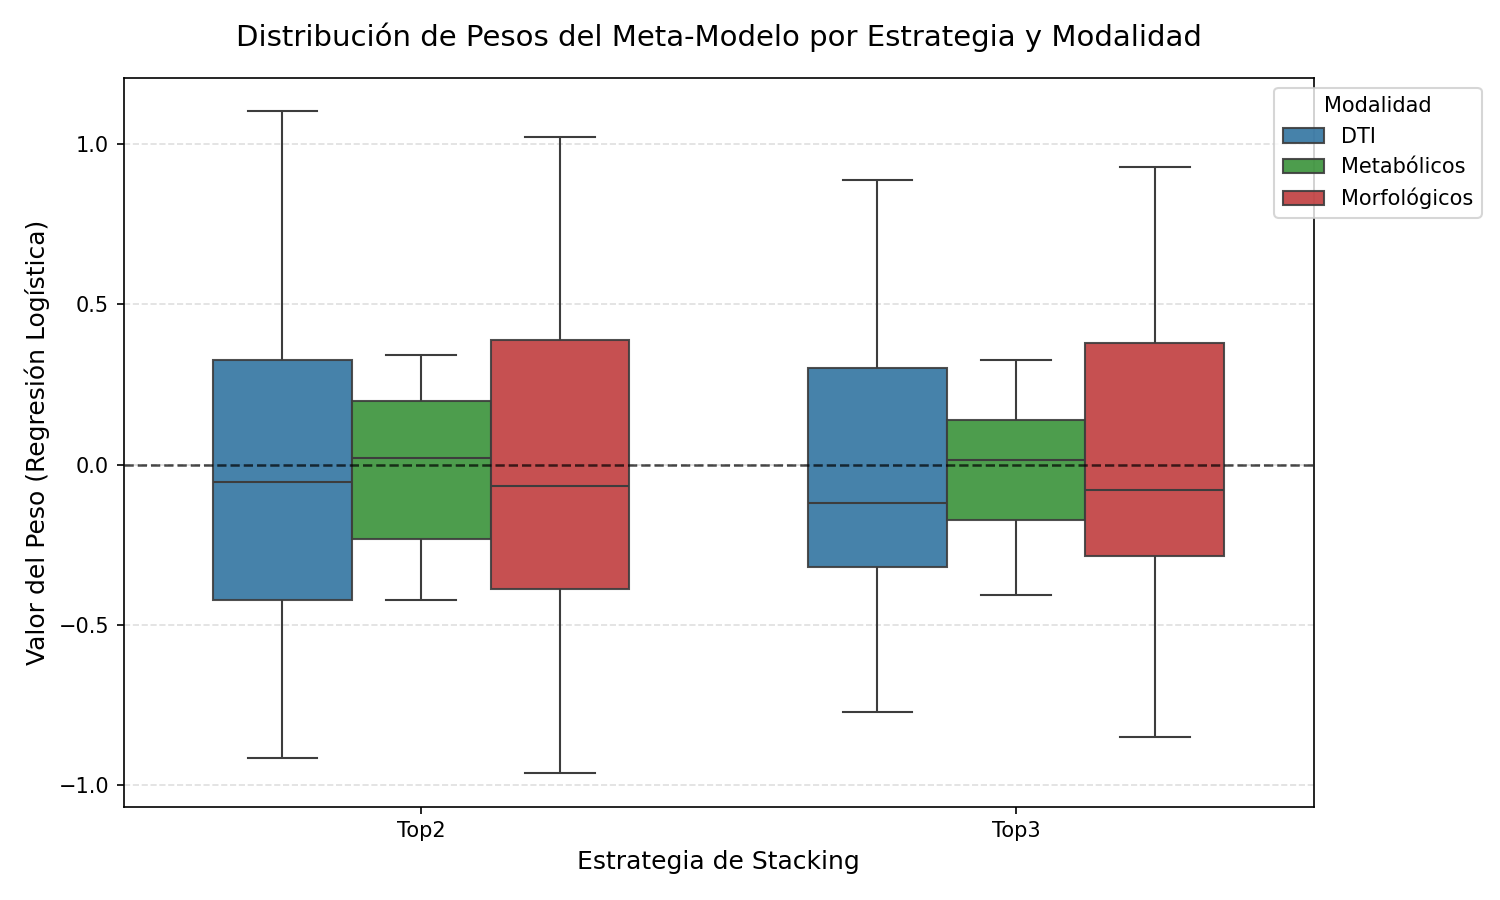 Distribución de Pesos del Meta-Modelo por Estrategia y Modalidad
Modalidad
DTI
Metabólicos
Morfológicos
Valor del Peso (Regresión Logística)
1.0
0.5
0.0
−0.5
−1.0
Top2
Top3
Estrategia de Stacking